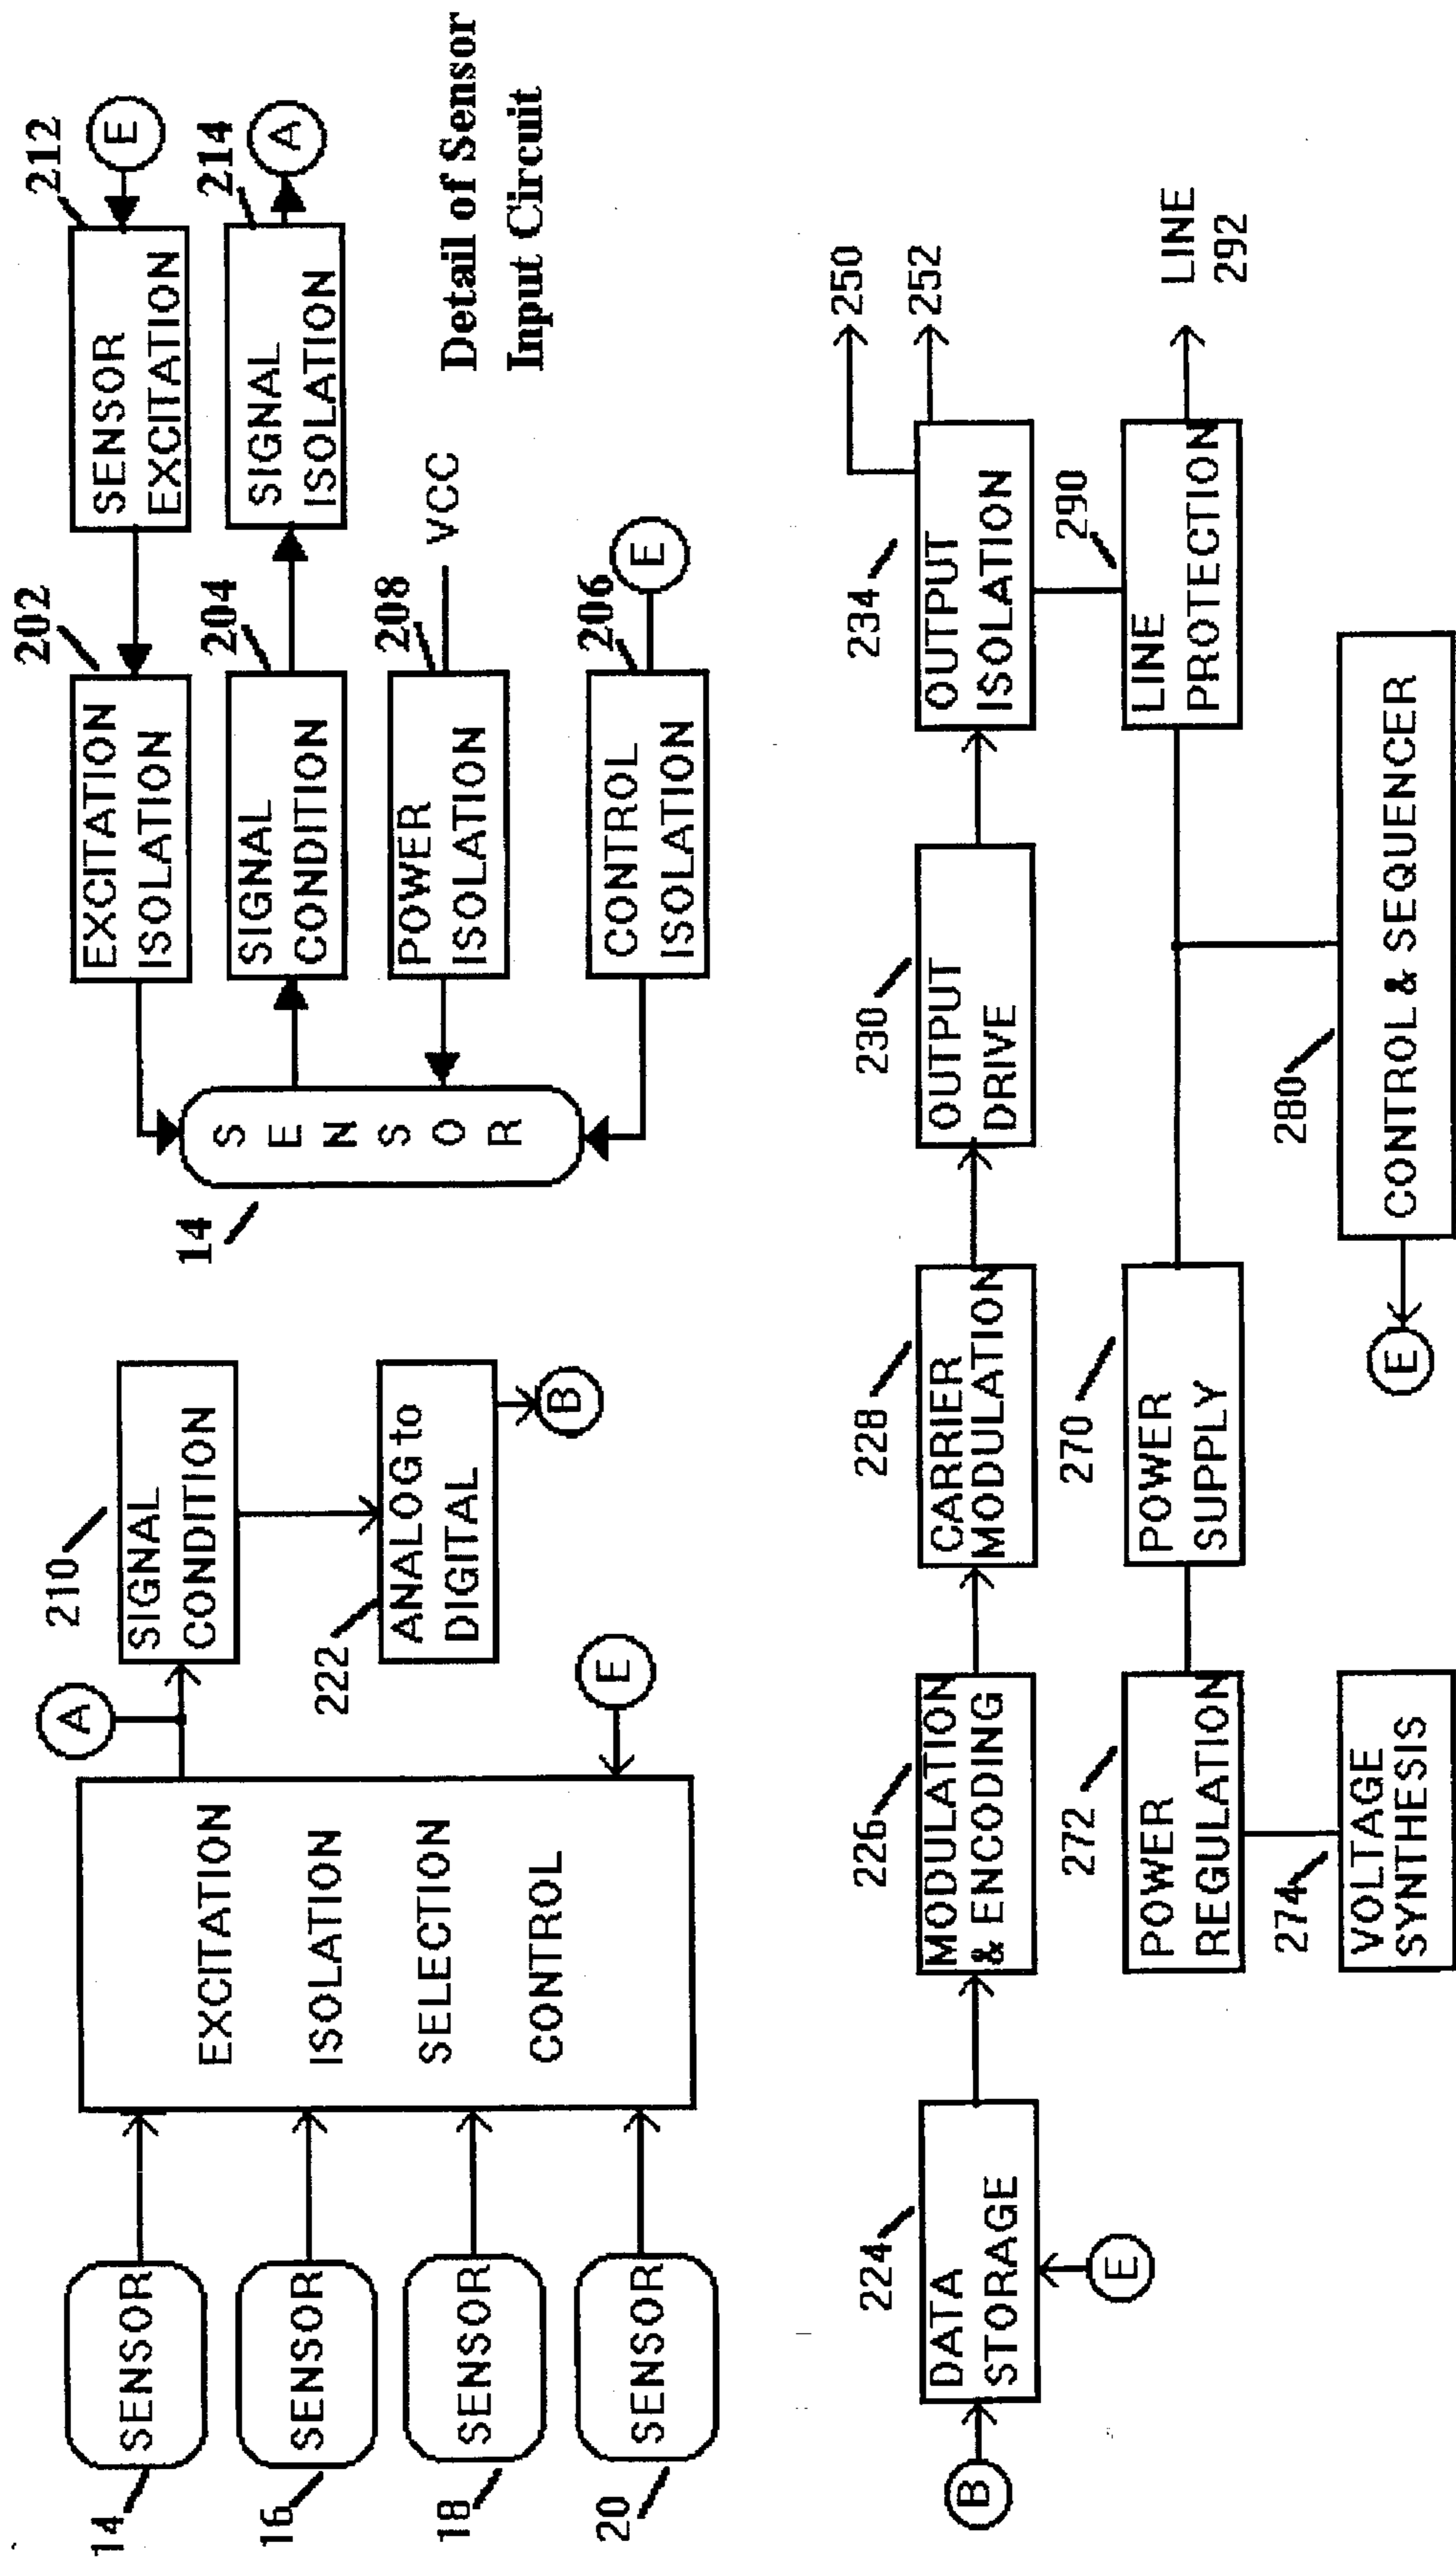 14
SENSOR
16
SENSOR
18
SENSOR
20
SENSOR
EXCITATION
ISOLATION
SELECTION
CONTROL
A
E
210
SIGNAL
CONDITION
222
ANALOG to
DIGITAL
B
14
SENSOR
202
EXCITATION
ISOLATION
212
SENSOR
EXCITATION
E
204
SIGNAL
CONDITION
214
SIGNAL
ISOLATION
A
208
POWER
ISOLATION
VCC
206
CONTROL
ISOLATION
E
Detail of Sensor
Input Circuit
B
224
DATA
STORAGE
E
226
MODULATION
& ENCODING
228
CARRIER
MODULATION
230
OUTPUT
DRIVE
234
OUTPUT
ISOLATION
250
252
272
POWER
REGULATION
270
POWER
SUPPLY
290
LINE
PROTECTION
LINE
292
274
VOLTAGE
SYNTHESIS
E
280
CONTROL & SEQUENCER